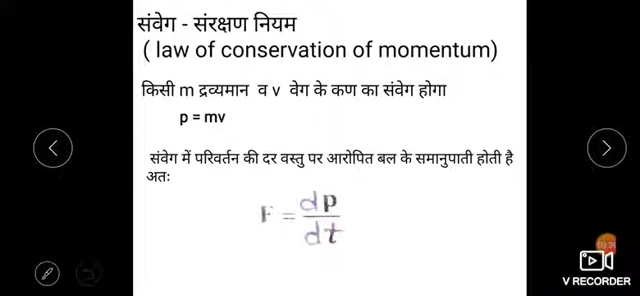 संवेग - संरक्षण नियम
( law of conservation of momentum)
किसी m द्रव्यमान व v वेग के कण का संवेग होगा
p = mv
संवेग में परिवर्तन की दर वस्तु पर आरोपित बल के समानुपाती होती है
अतः
F = dp/dt
V RECORDER